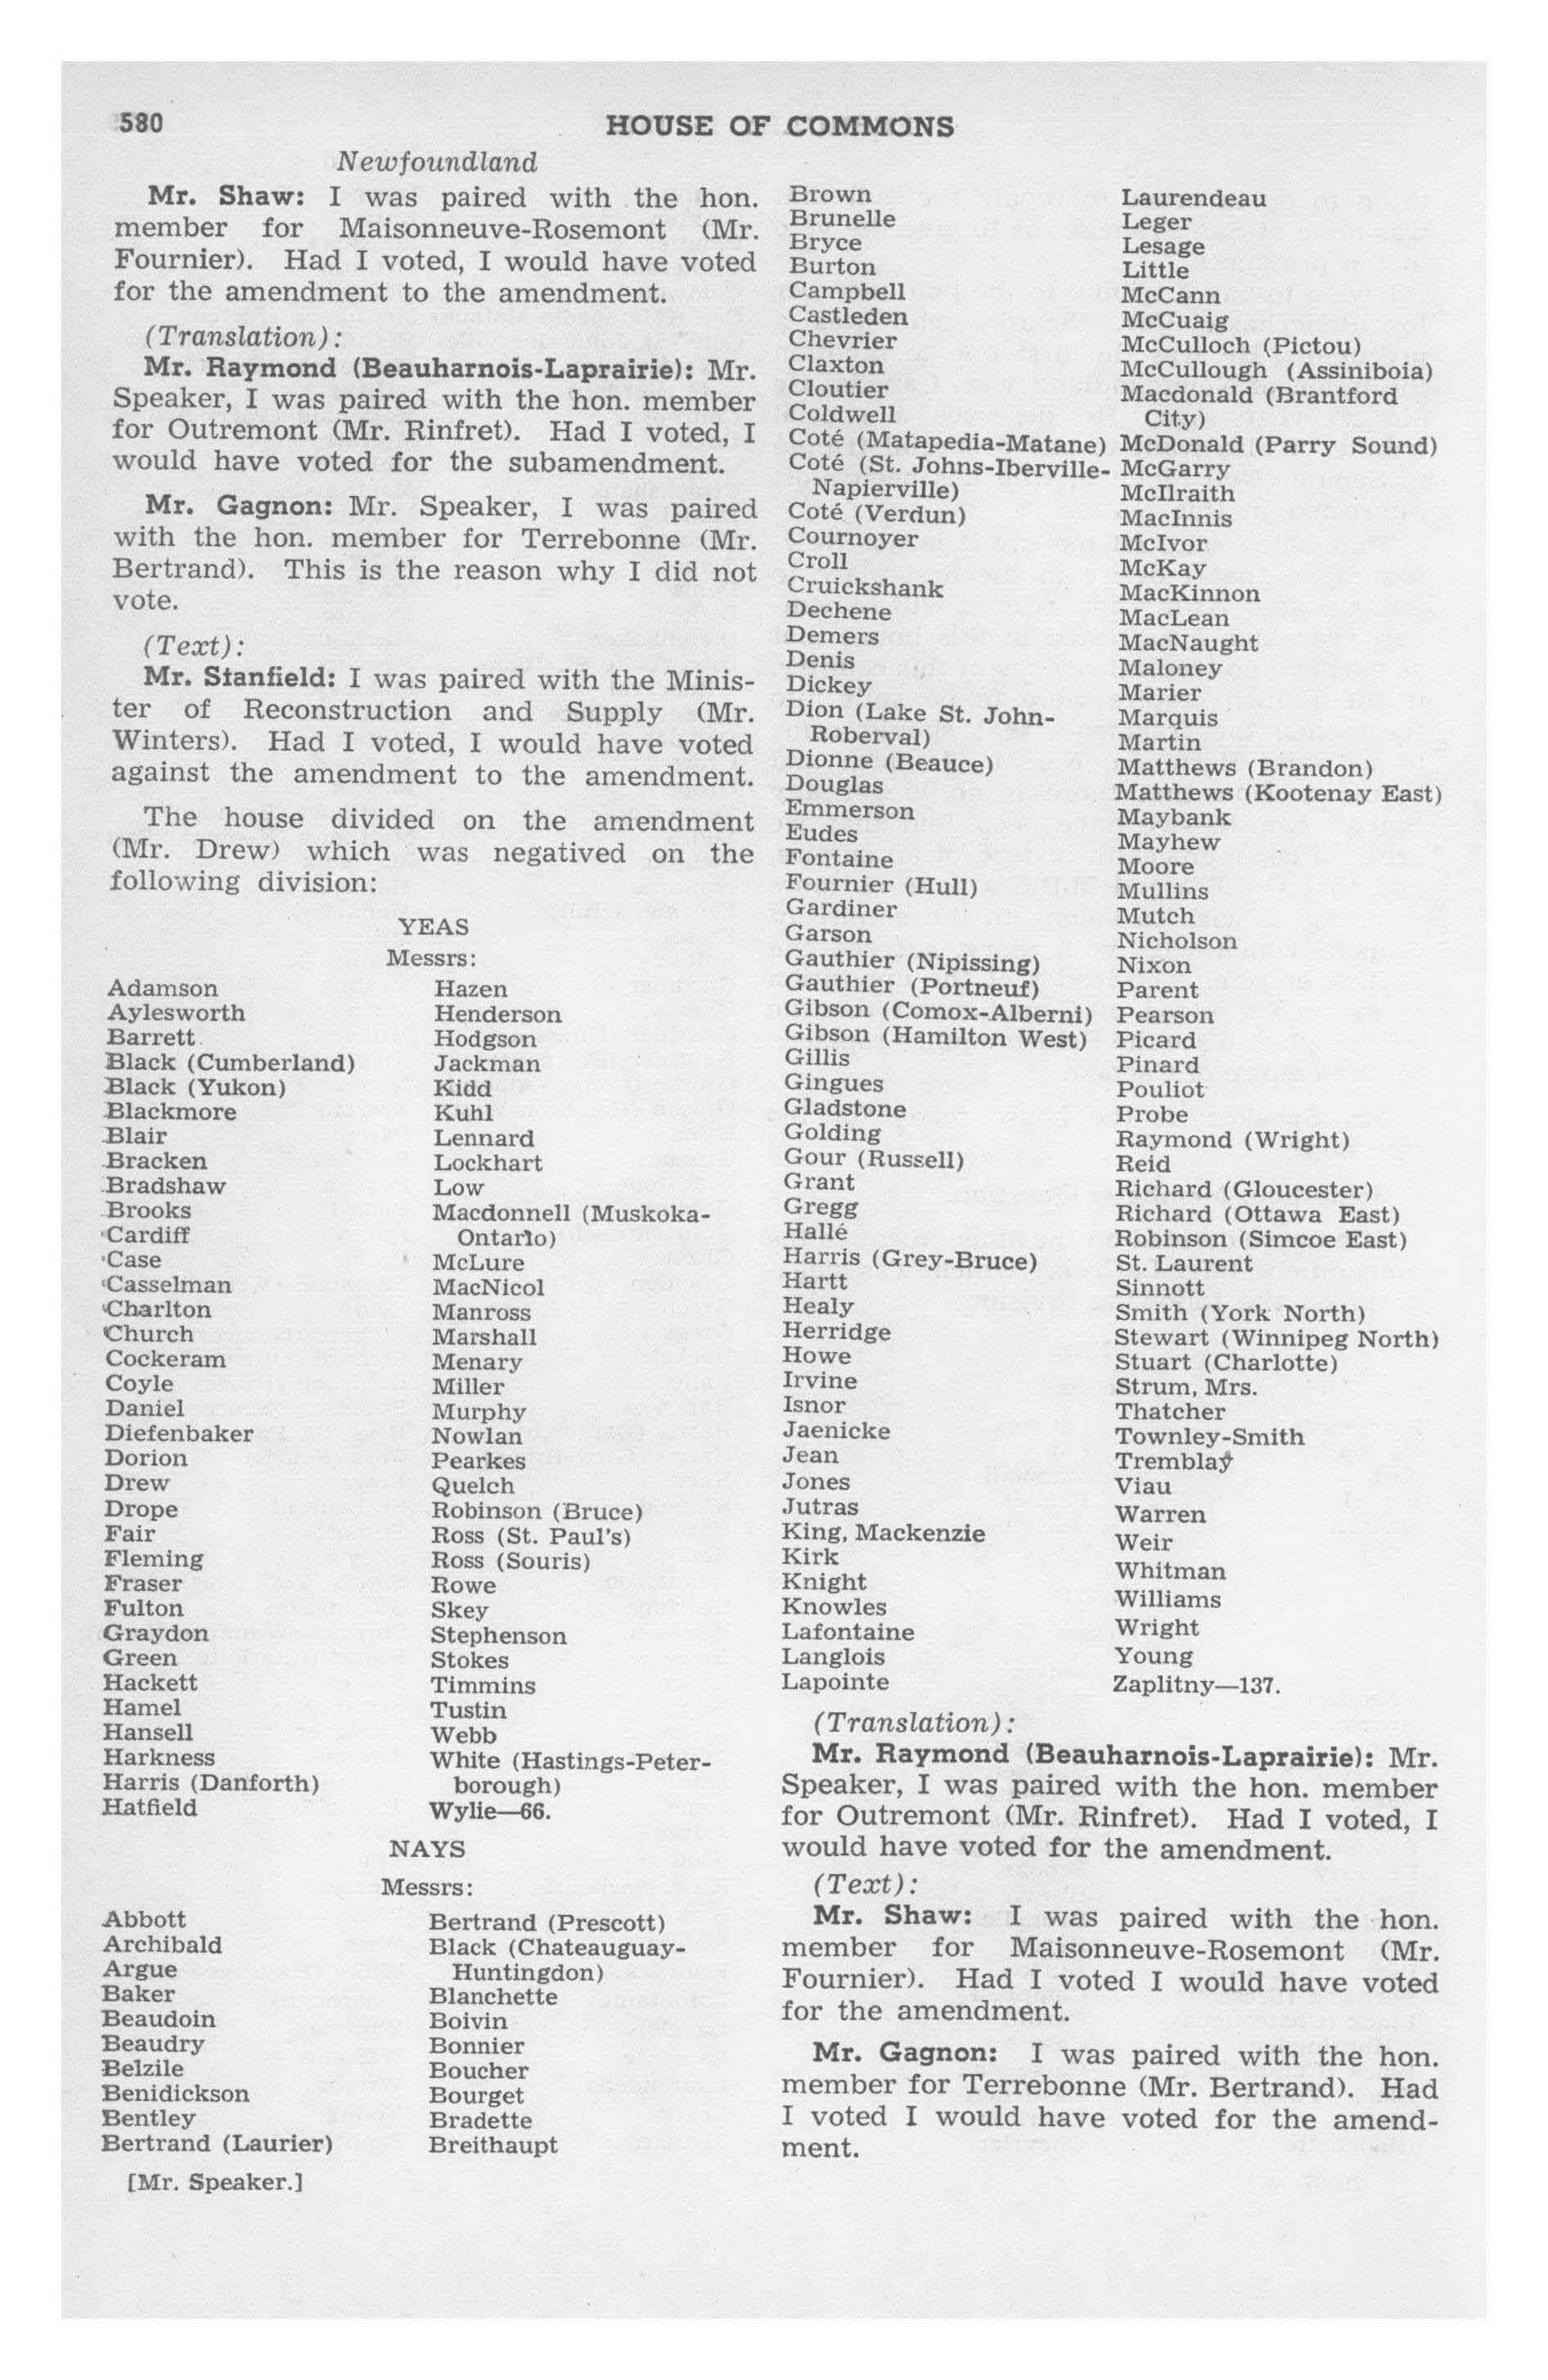 580
HOUSE OF COMMONS
Newfoundland
Mr. Shaw: I was paired with the hon.
member for Maisonneuve-Rosemont (Mr.
Fournier). Had I voted, I would have voted
for the amendment to the amendment.
(Translation):
Mr. Raymond (Beauharnois-Laprairie): Mr.
Speaker, I was paired with the hon. member
for Outremont (Mr. Rinfret). Had I voted, I
would have voted for the subamendment.
Mr. Gagnon: Mr. Speaker, I was paired
with the hon. member for Terrebonne (Mr.
Bertrand). This is the reason why I did not
vote.
(Text):
Mr. Stanfield: I was paired with the Minis-
ter of Reconstruction and Supply (Mr.
Winters). Had I voted, I would have voted
against the amendment to the amendment.
The house divided on the amendment
(Mr. Drew) which was negatived on the
following division:
YEAS
Messrs:
Adamson
Aylesworth
Barrett
Black (Cumberland)
Black (Yukon)
Blackmore
Blair
Bracken
Bradshaw
Brooks
Cardiff
Case
Casselman
Charlton
Church
Cockeram
Coyle
Daniel
Diefenbaker
Dorion
Drew
Drope
Fair
Fleming
Fraser
Fulton
Graydon
Green
Hackett
Hamel
Hansell
Harkness
Harris (Danforth)
Hatfield
Hazen
Henderson
Hodgson
Jackman
Kidd
Kuhl
Lennard
Lockhart
Low
Macdonnell (Muskoka-
Ontario)
McLure
MacNicol
Manross
Marshall
Menary
Miller
Murphy
Nowlan
Pearkes
Quelch
Robinson (Bruce)
Ross (St. Paul's)
Ross (Souris)
Rowe
Skey
Stephenson
Stokes
Timmins
Tustin
Webb
White (Hastings-Peter-
borough)
Wylie—66.
NAYS
Messrs:
Abbott
Archibald
Argue
Baker
Beaudoin
Beaudry
Belzile
Benidickson
Bentley
Bertrand (Laurier)
Bertrand (Prescott)
Black (Chateauguay-
Huntingdon)
Blanchette
Boivin
Bonnier
Boucher
Bourget
Bradette
Breithaupt
[Mr. Speaker.]
Brown
Brunelle
Bryce
Burton
Campbell
Castleden
Chevrier
Claxton
Cloutier
Coldwell
Coté (Matapedia-Matane)
Coté (St. Johns-Iberville-
Napierville)
Coté (Verdun)
Cournoyer
Croll
Cruickshank
Dechene
Demers
Denis
Dickey
Dion (Lake St. John-
Roberval)
Dionne (Beauce)
Douglas
Emmerson
Eudes
Fontaine
Fournier (Hull)
Gardiner
Garson
Gauthier (Nipissing)
Gauthier (Portneuf)
Gibson (Comox-Alberni)
Gibson (Hamilton West)
Gillis
Gingues
Gladstone
Golding
Gour (Russell)
Grant
Gregg
Hallé
Harris (Grey-Bruce)
Hartt
Healy
Herridge
Howe
Irvine
Isnor
Jaenicke
Jean
Jones
Jutras
King, Mackenzie
Kirk
Knight
Knowles
Lafontaine
Langlois
Lapointe
Laurendeau
Leger
Lesage
Little
McCann
McCuaig
McCulloch (Pictou)
McCullough (Assiniboia)
Macdonald (Brantford
City)
McDonald (Parry Sound)
McGarry
McIlraith
MacInnis
McIvor
McKay
MacKinnon
MacLean
MacNaught
Maloney
Marier
Marquis
Martin
Matthews (Brandon)
Matthews (Kootenay East)
Maybank
Mayhew
Moore
Mullins
Mutch
Nicholson
Nixon
Parent
Pearson
Picard
Pinard
Pouliot
Probe
Raymond (Wright)
Reid
Richard (Gloucester)
Richard (Ottawa East)
Robinson (Simcoe East)
St. Laurent
Sinnott
Smith (York North)
Stewart (Winnipeg North)
Stuart (Charlotte)
Strum, Mrs.
Thatcher
Townley-Smith
Tremblay
Viau
Warren
Weir
Whitman
Williams
Wright
Young
Zaplitny—137.
(Translation):
Mr. Raymond (Beauharnois-Laprairie): Mr.
Speaker, I was paired with the hon. member
for Outremont (Mr. Rinfret). Had I voted, I
would have voted for the amendment.
(Text):
Mr. Shaw: I was paired with the hon.
member for Maisonneuve-Rosemont (Mr.
Fournier). Had I voted I would have voted
for the amendment.
Mr. Gagnon: I was paired with the hon.
member for Terrebonne (Mr. Bertrand). Had
I voted I would have voted for the amend-
ment.